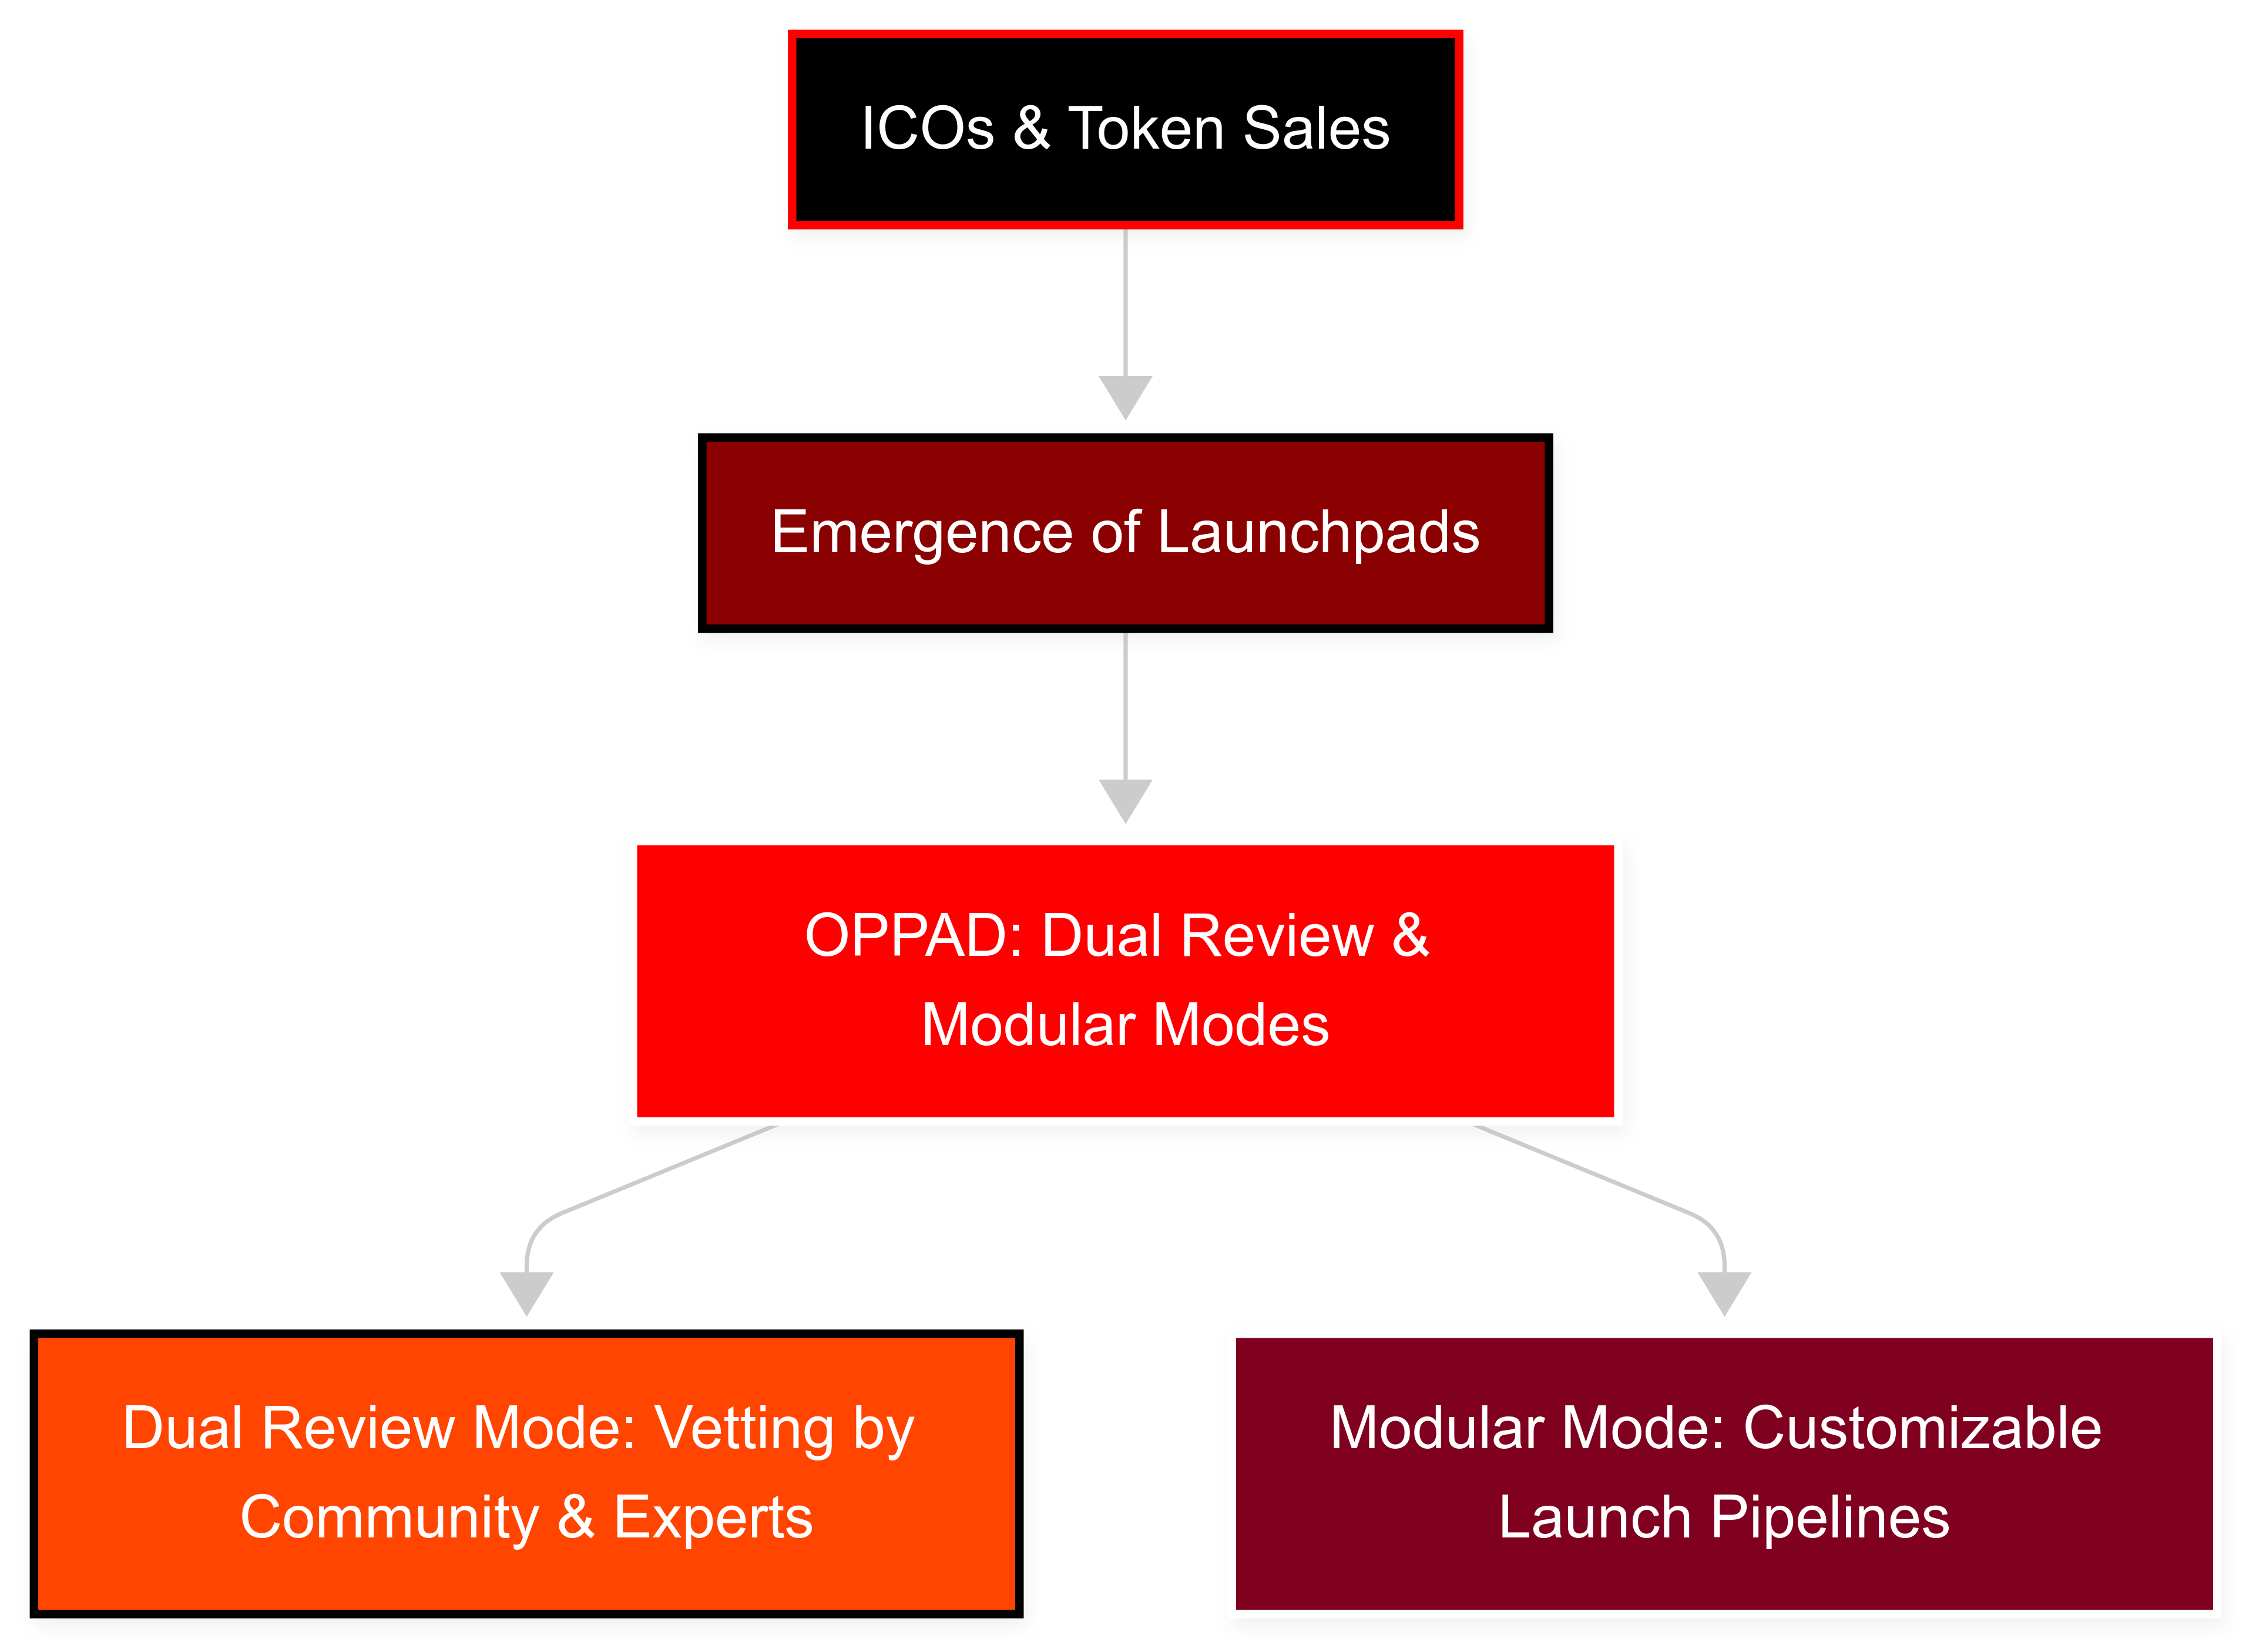 ICOs & Token Sales
Emergence of Launchpads
OPPAD: Dual Review &
Modular Modes
Dual Review Mode: Vetting by
Community & Experts
Modular Mode: Customizable
Launch Pipelines